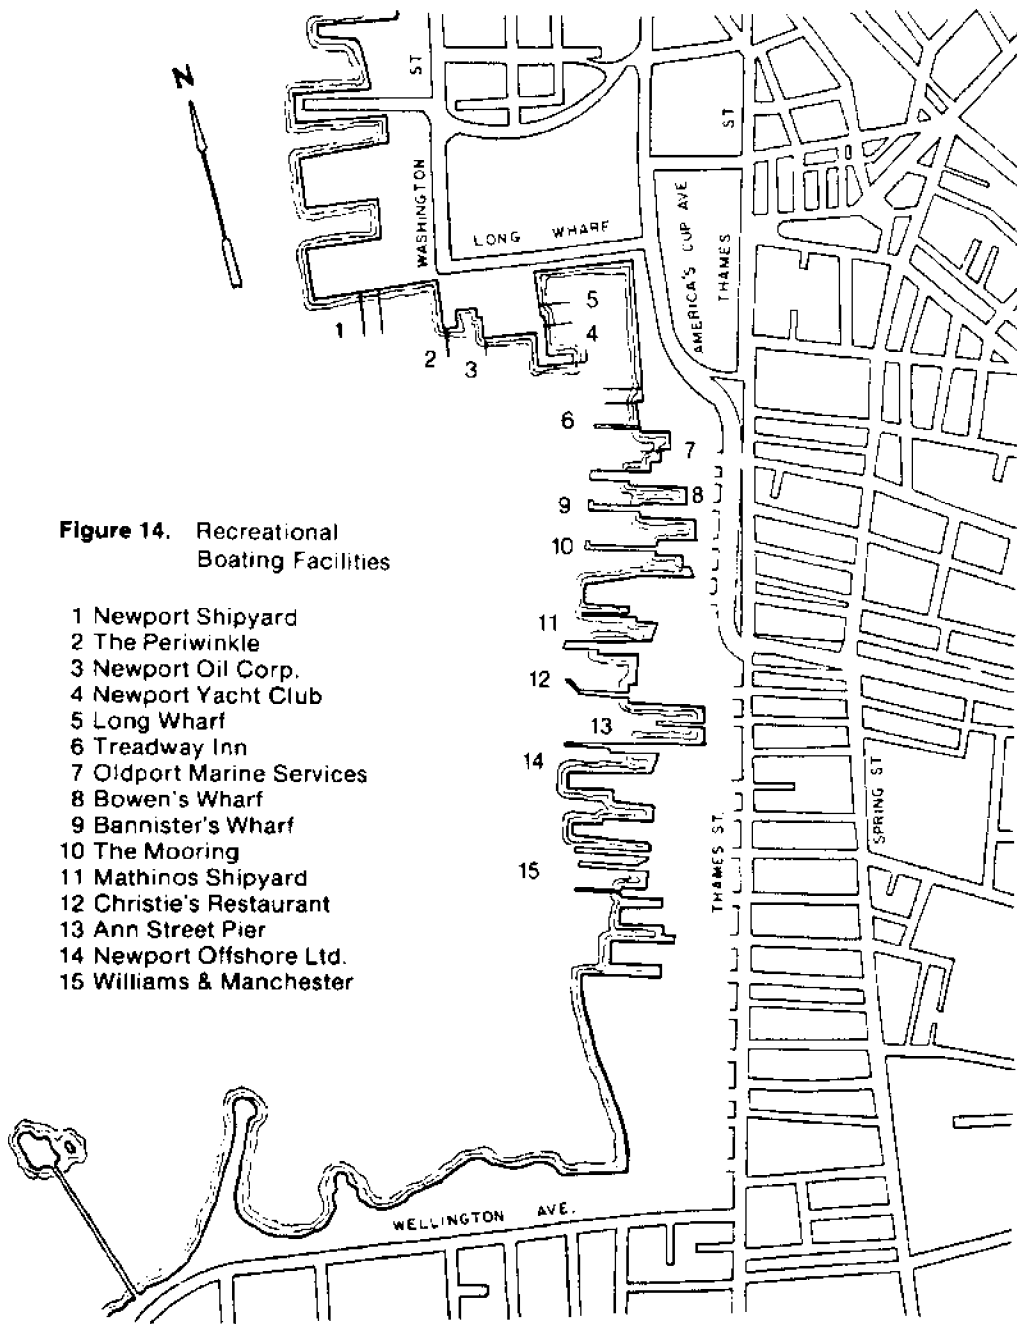 N
ST
WASHINGTON
LONG WHARF
AMERICA'S CUP AVE
THAMES
ST
1
2
3
5
4
6
7
8
9
10
11
12
13
14
15
Figure 14. Recreational
Boating Facilities
1 Newport Shipyard
2 The Periwinkle
3 Newport Oil Corp.
4 Newport Yacht Club
5 Long Wharf
6 Treadway Inn
7 Oldport Marine Services
8 Bowen's Wharf
9 Bannister's Wharf
10 The Mooring
11 Mathinos Shipyard
12 Christie's Restaurant
13 Ann Street Pier
14 Newport Offshore Ltd.
15 Williams & Manchester
THAMES ST.
SPRING ST
WELLINGTON AVE.